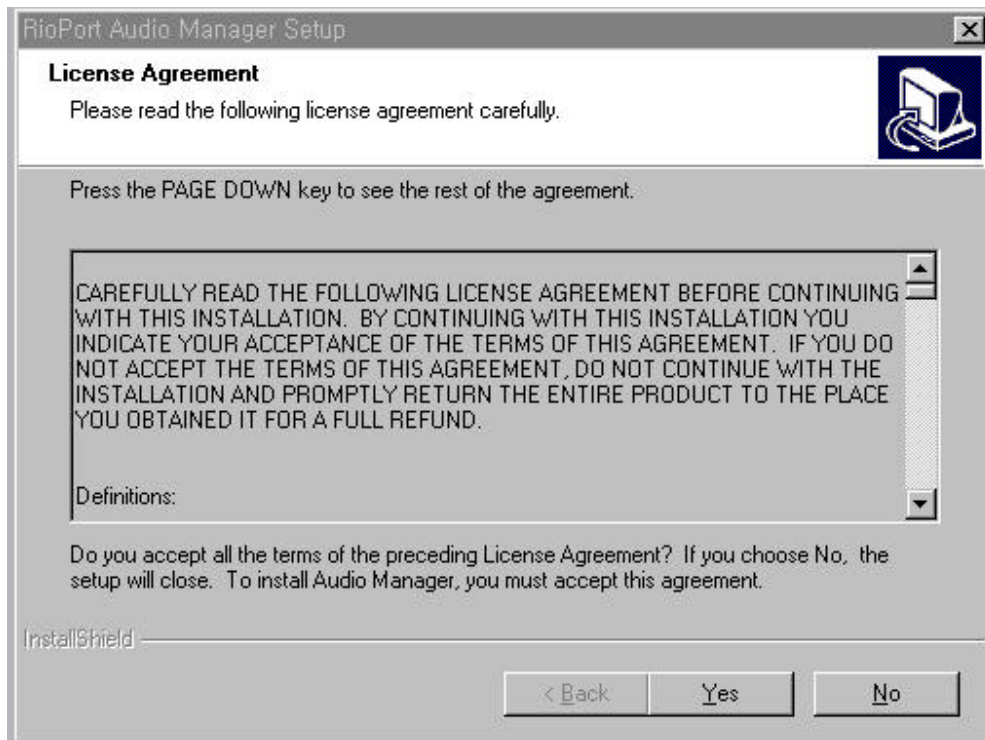 RioPort Audio Manager Setup
License Agreement
Please read the following license agreement carefully.
Press the PAGE DOWN key to see the rest of the agreement.
CAREFULLY READ THE FOLLOWING LICENSE AGREEMENT BEFORE CONTINUING
WITH THIS INSTALLATION.  BY CONTINUING WITH THIS INSTALLATION YOU
INDICATE YOUR ACCEPTANCE OF THE TERMS OF THIS AGREEMENT.  IF YOU DO
NOT ACCEPT THE TERMS OF THIS AGREEMENT, DO NOT CONTINUE WITH THE
INSTALLATION AND PROMPTLY RETURN THE ENTIRE PRODUCT TO THE PLACE
YOU OBTAINED IT FOR A FULL REFUND.
Definitions:
Do you accept all the terms of the preceding License Agreement?  If you choose No,  the
setup will close.  To install Audio Manager, you must accept this agreement.
InstallShield
< Back
Yes
No